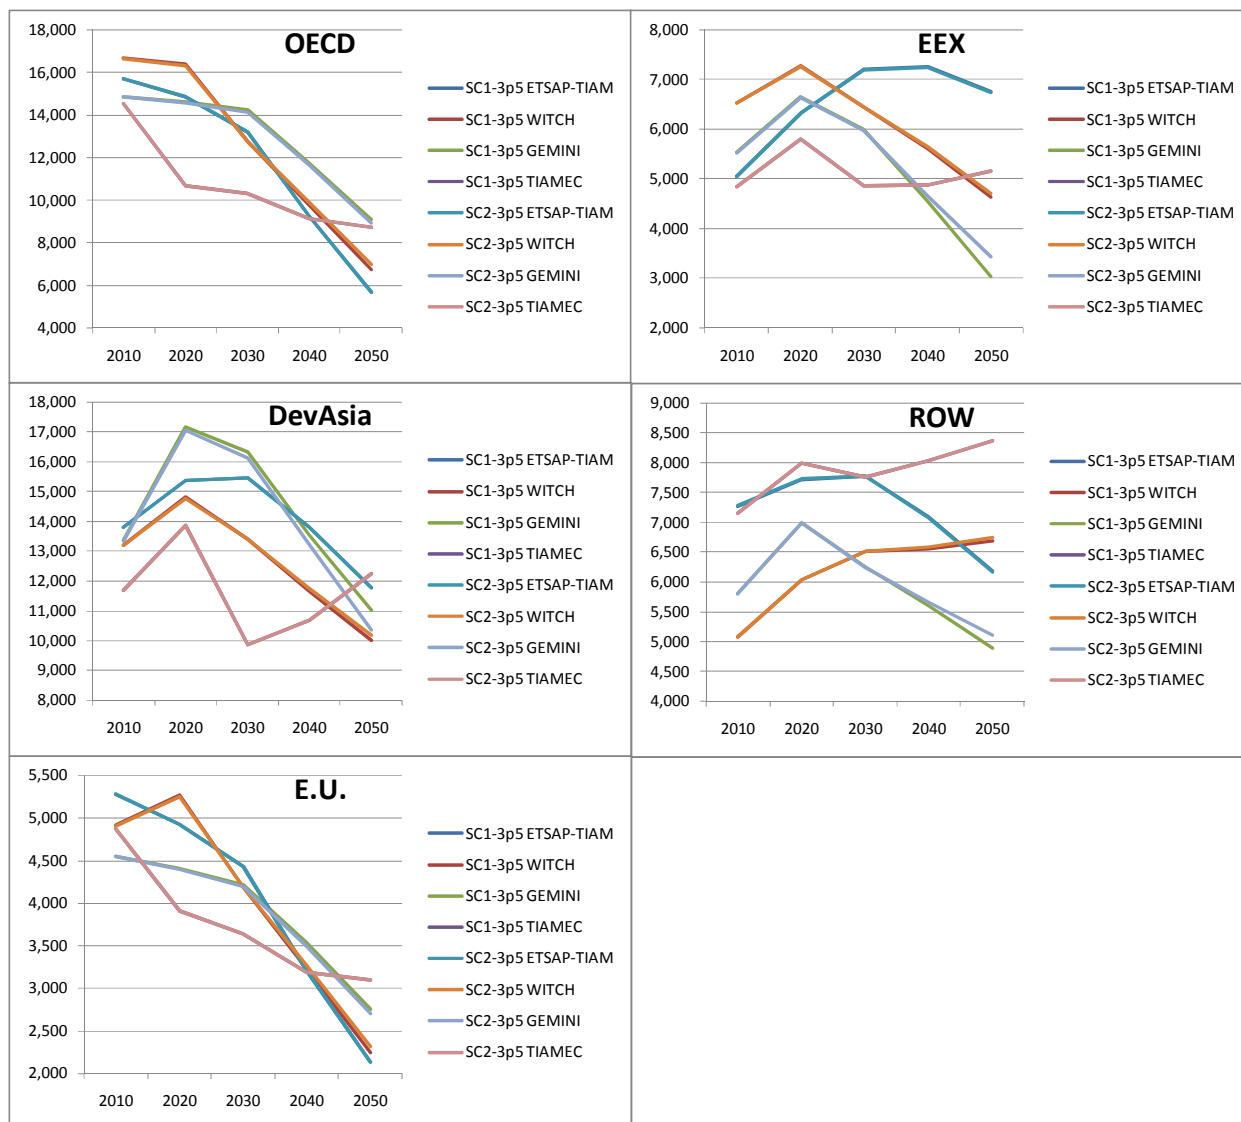 OECD
18,000
16,000
14,000
12,000
10,000
8,000
6,000
4,000
2010 2020 2030 2040 2050
SC1-3p5 ETSAP-TIAM
SC1-3p5 WITCH
SC1-3p5 GEMINI
SC1-3p5 TIAMEC
SC2-3p5 ETSAP-TIAM
SC2-3p5 WITCH
SC2-3p5 GEMINI
SC2-3p5 TIAMEC
EEX
8,000
7,000
6,000
5,000
4,000
3,000
2,000
2010 2020 2030 2040 2050
SC1-3p5 ETSAP-TIAM
SC1-3p5 WITCH
SC1-3p5 GEMINI
SC1-3p5 TIAMEC
SC2-3p5 ETSAP-TIAM
SC2-3p5 WITCH
SC2-3p5 GEMINI
SC2-3p5 TIAMEC
DevAsia
18,000
17,000
16,000
15,000
14,000
13,000
12,000
11,000
10,000
9,000
8,000
2010 2020 2030 2040 2050
SC1-3p5 ETSAP-TIAM
SC1-3p5 WITCH
SC1-3p5 GEMINI
SC1-3p5 TIAMEC
SC2-3p5 ETSAP-TIAM
SC2-3p5 WITCH
SC2-3p5 GEMINI
SC2-3p5 TIAMEC
ROW
9,000
8,500
8,000
7,500
7,000
6,500
6,000
5,500
5,000
4,500
4,000
2010 2020 2030 2040 2050
SC1-3p5 ETSAP-TIAM
SC1-3p5 WITCH
SC1-3p5 GEMINI
SC1-3p5 TIAMEC
SC2-3p5 ETSAP-TIAM
SC2-3p5 WITCH
SC2-3p5 GEMINI
SC2-3p5 TIAMEC
E.U.
5,500
5,000
4,500
4,000
3,500
3,000
2,500
2,000
2010 2020 2030 2040 2050
SC1-3p5 ETSAP-TIAM
SC1-3p5 WITCH
SC1-3p5 GEMINI
SC1-3p5 TIAMEC
SC2-3p5 ETSAP-TIAM
SC2-3p5 WITCH
SC2-3p5 GEMINI
SC2-3p5 TIAMEC